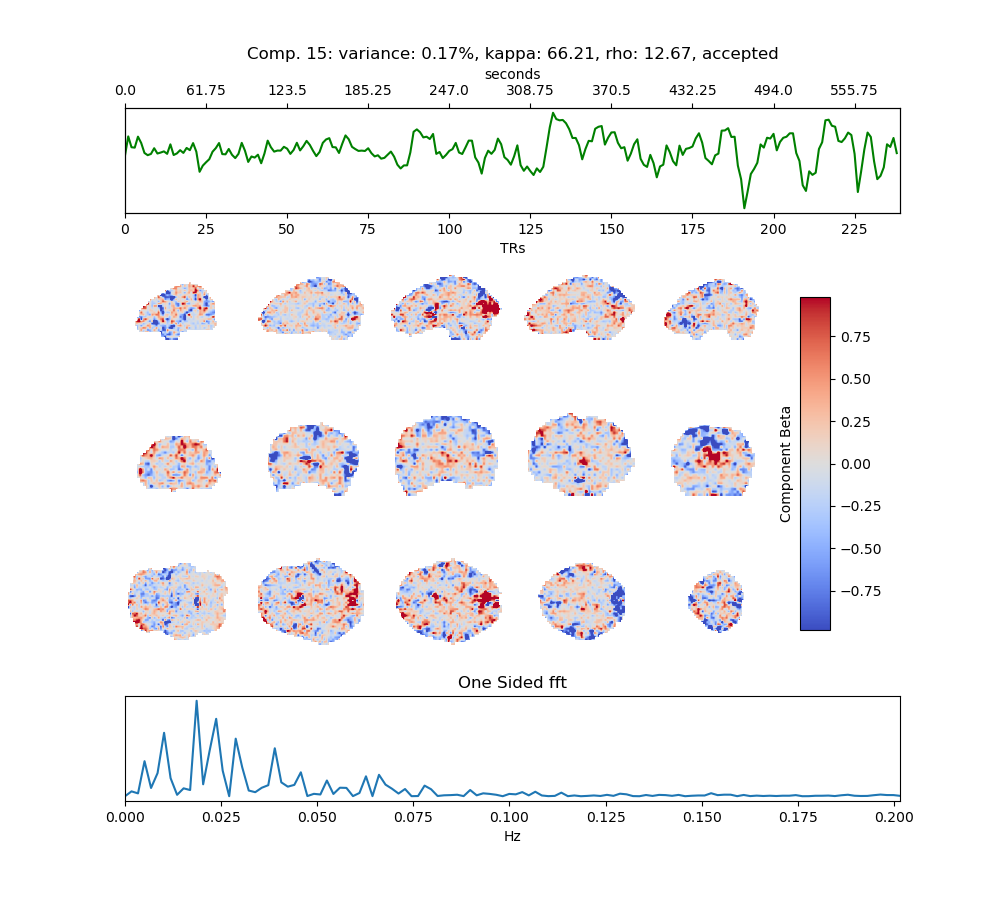 Comp. 15: variance: 0.17%, kappa: 66.21, rho: 12.67, accepted
seconds
0.0 61.75 123.5 185.25 247.0 308.75 370.5 432.25 494.0 555.75
0 25 50 75 100 125 150 175 200 225
TRs
0.75
0.50
0.25
0.00
−0.25
−0.50
−0.75
Component Beta
One Sided fft
0.000 0.025 0.050 0.075 0.100 0.125 0.150 0.175 0.200
Hz